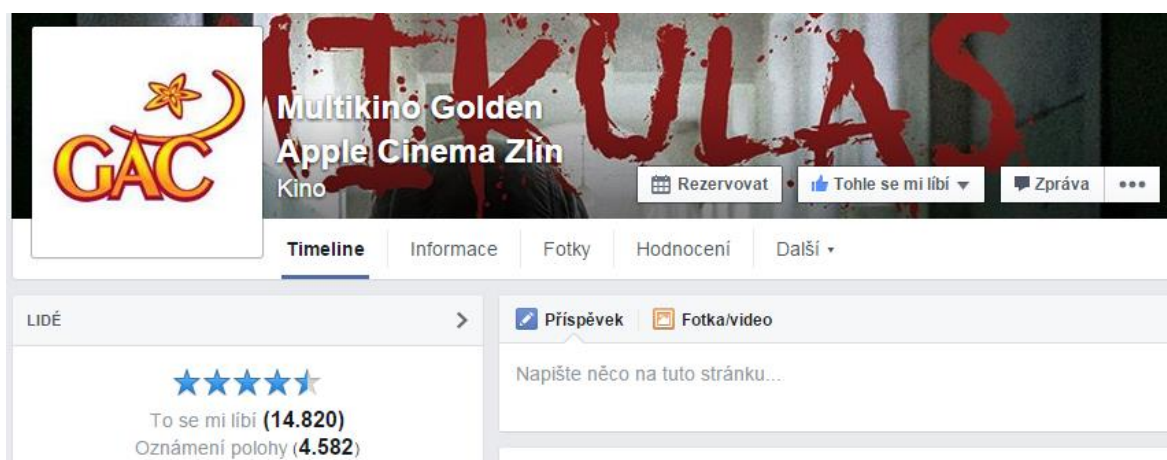 ITKULAS
GAC
Multikino Golden
Apple Cinema Zlín
Kino
Rezervovat
Tohle se mi líbí
Zpráva
Timeline
Informace
Fotky
Hodnocení
Další
LIDÉ
To se mi líbí (14.820)
Oznámení polohy (4.582)
Příspěvek
Fotka/video
Napište něco na tuto stránku...